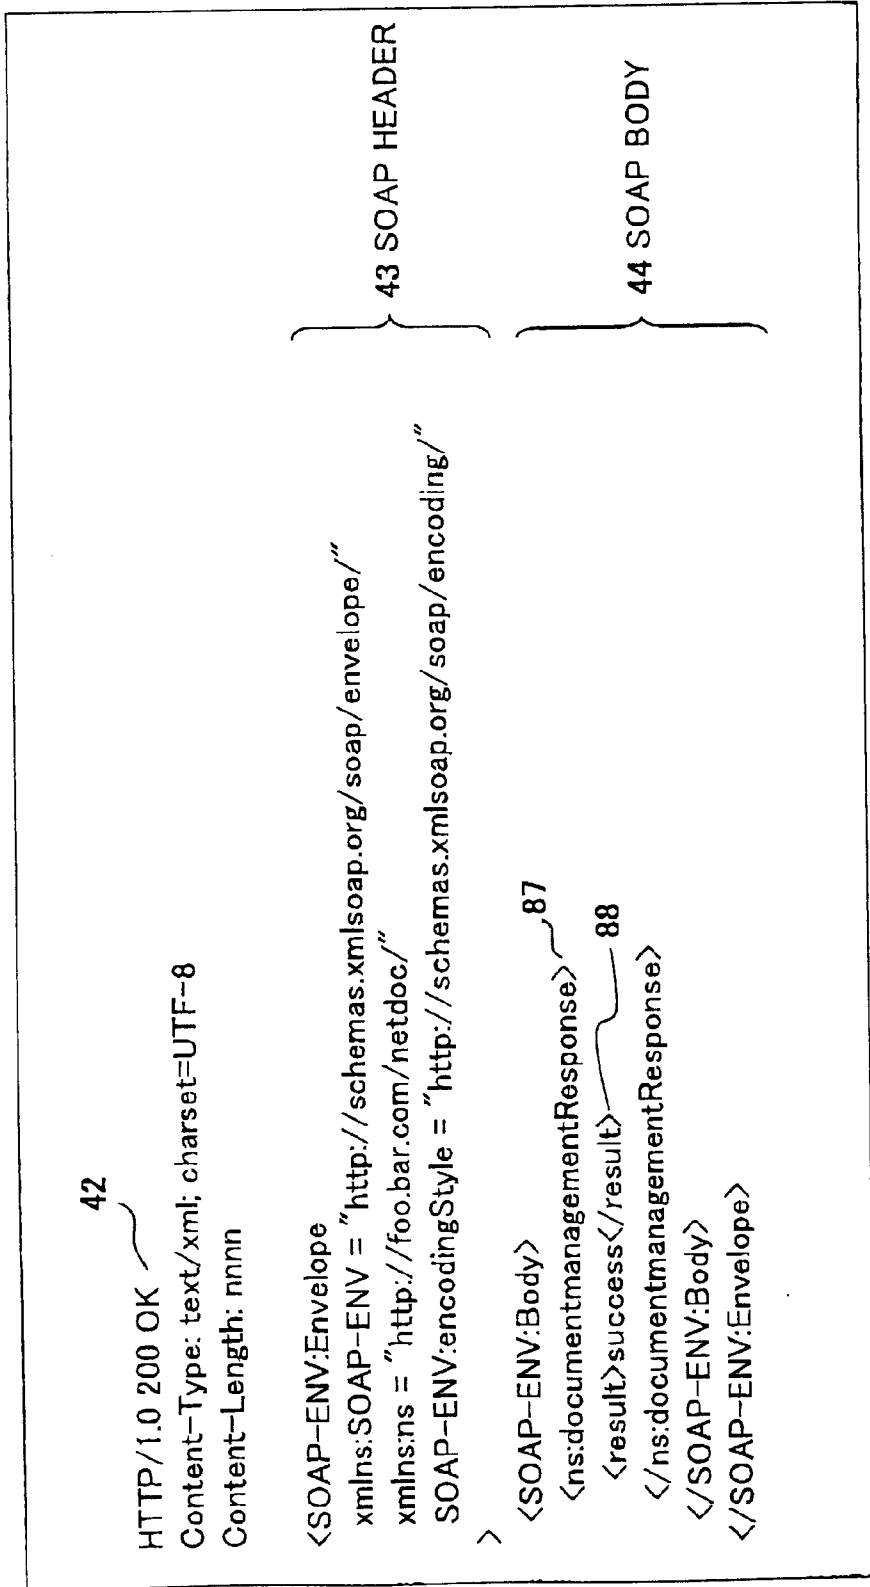 42
HTTP/1.0 200 OK
Content-Type: text/xml; charset=UTF-8
Content-Length: nnnn
<SOAP-ENV:Envelope
xmlns:SOAP-ENV = "http://schemas.xmlsoap.org/soap/envelope/"
xmlns:ns = "http://foo.bar.com/netdoc/"
SOAP-ENV:encodingStyle = "http://schemas.xmlsoap.org/soap/encoding/"
>
43 SOAP HEADER
<SOAP-ENV:Body>
<ns:documentmanagementResponse> 87
<result>success</result> 88
</ns:documentmanagementResponse>
</SOAP-ENV:Body>
</SOAP-ENV:Envelope>
44 SOAP BODY